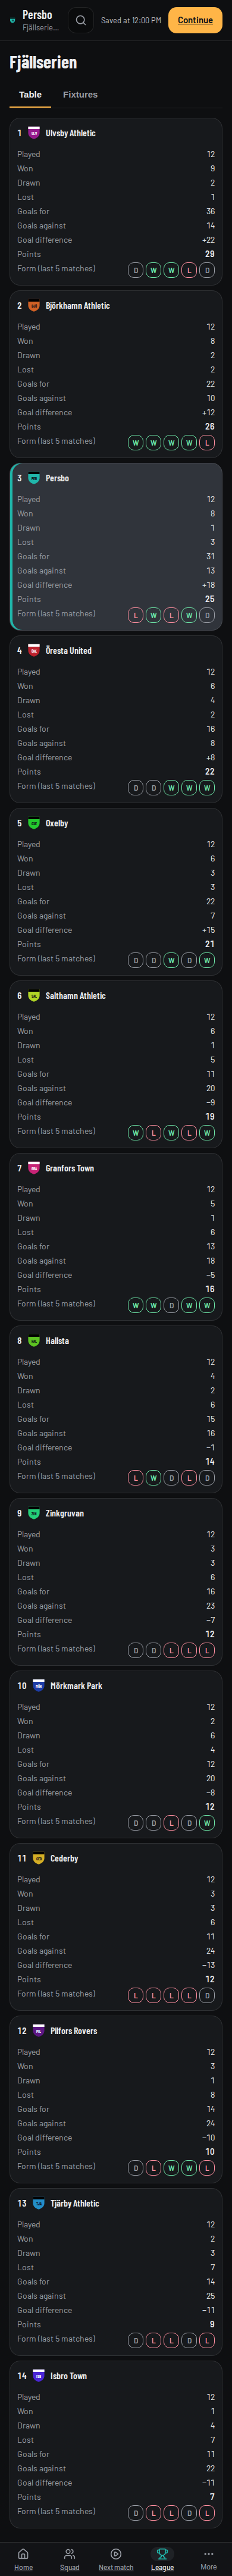 Persbo
Fjällserie...
Saved at 12:00 PM
Continue
Fjällserien
Table
Fixtures
1 Ulvsby Athletic
Played 12
Won 9
Drawn 2
Lost 1
Goals for 36
Goals against 14
Goal difference +22
Points 29
Form (last 5 matches) D W W L D
2 Björkhamn Athletic
Played 12
Won 8
Drawn 2
Lost 2
Goals for 22
Goals against 10
Goal difference +12
Points 26
Form (last 5 matches) W W W W L
3 Persbo
Played 12
Won 8
Drawn 1
Lost 3
Goals for 31
Goals against 13
Goal difference +18
Points 25
Form (last 5 matches) L W L W D
4 Öresta United
Played 12
Won 6
Drawn 4
Lost 2
Goals for 16
Goals against 8
Goal difference +8
Points 22
Form (last 5 matches) D D W W W
5 Oxelby
Played 12
Won 6
Drawn 3
Lost 3
Goals for 22
Goals against 7
Goal difference +15
Points 21
Form (last 5 matches) D D W D W
6 Salthamn Athletic
Played 12
Won 6
Drawn 1
Lost 5
Goals for 11
Goals against 20
Goal difference −9
Points 19
Form (last 5 matches) W L W L W
7 Granfors Town
Played 12
Won 5
Drawn 1
Lost 6
Goals for 13
Goals against 18
Goal difference −5
Points 16
Form (last 5 matches) W W D W W
8 Hallsta
Played 12
Won 4
Drawn 2
Lost 6
Goals for 15
Goals against 16
Goal difference −1
Points 14
Form (last 5 matches) L W D L D
9 Zinkgruvan
Played 12
Won 3
Drawn 3
Lost 6
Goals for 16
Goals against 23
Goal difference −7
Points 12
Form (last 5 matches) D D L L L
10 Mörkmark Park
Played 12
Won 2
Drawn 6
Lost 4
Goals for 12
Goals against 20
Goal difference −8
Points 12
Form (last 5 matches) D D L D W
11 Cederby
Played 12
Won 3
Drawn 3
Lost 6
Goals for 11
Goals against 24
Goal difference −13
Points 12
Form (last 5 matches) L L L L D
12 Pilfors Rovers
Played 12
Won 3
Drawn 1
Lost 8
Goals for 14
Goals against 24
Goal difference −10
Points 10
Form (last 5 matches) D L W W L
13 Tjärby Athletic
Played 12
Won 2
Drawn 3
Lost 7
Goals for 14
Goals against 25
Goal difference −11
Points 9
Form (last 5 matches) D L L D L
14 Isbro Town
Played 12
Won 1
Drawn 4
Lost 7
Goals for 11
Goals against 22
Goal difference −11
Points 7
Form (last 5 matches) D L L D L
Home
Squad
Next match
League
More